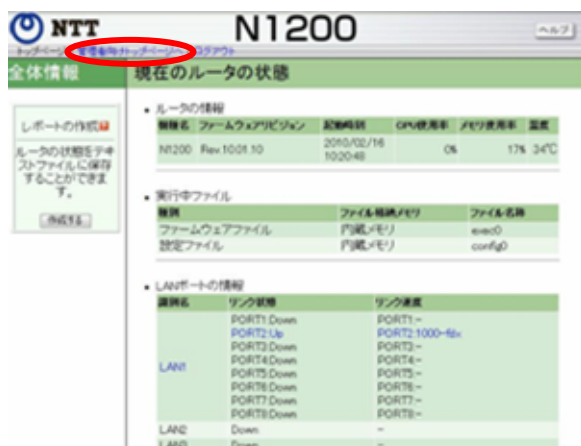 NTT
N1200
ヘルプ
トップページ 管理者向けトップページへ ログアウト
全体情報
現在のルータの状態
レポートの作成
ルータの状態をテキ
ストファイルに保存
することができま
す。
作成する
・ルータの情報
機種名 ファームウェアリビジョン 起動時刻 CPU使用率 メモリ使用率 温度
N1200 Rev.10.01.10 2010/02/16 10:20:48 0% 17% 34℃
・実行中ファイル
種別 ファイル格納メモリ ファイル名称
ファームウェアファイル 内蔵メモリ exec0
設定ファイル 内蔵メモリ config0
・LANポートの情報
識別名 リンク状態 リンク速度
PORT1:Down PORT1:-
PORT2:Up PORT2:1000-fdx
PORT3:Down PORT3:-
PORT4:Down PORT4:-
LAN1 PORT5:Down PORT5:-
PORT6:Down PORT6:-
PORT7:Down PORT7:-
PORT8:Down PORT8:-
LAN2 Down -
LAN3 Down -